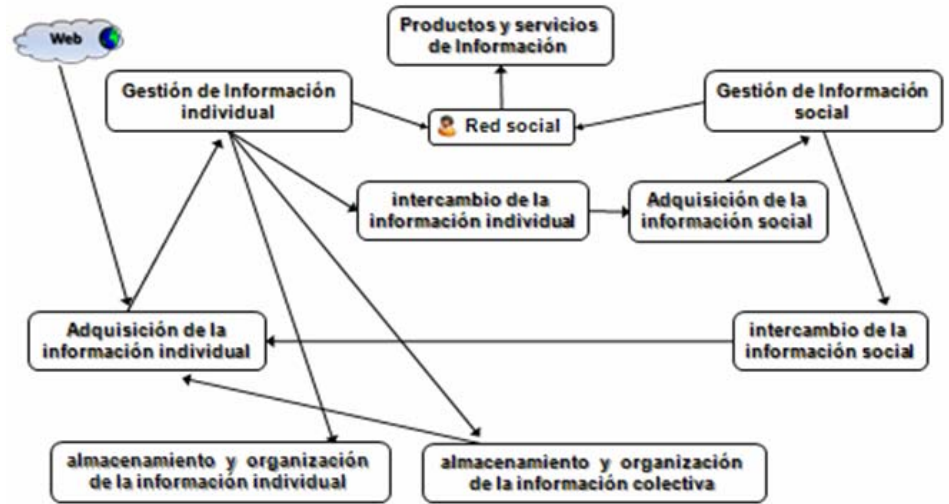 Web
Productos y servicios
de Información
Gestión de Información
individual
Red social
Gestión de Información
social
intercambio de la
información individual
Adquisición de la
información social
Adquisición de la
información individual
intercambio de la
información social
almacenamiento y organización
de la información individual
almacenamiento y organización
de la información colectiva